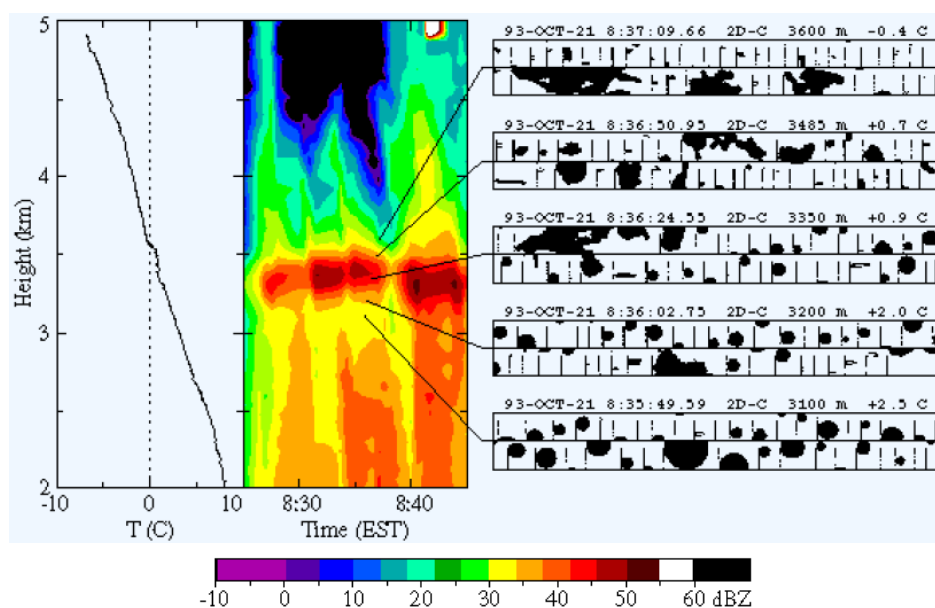 93-OCT-21 8:37:09.66 2D-C 3600 m -0.4 C
93-OCT-21 8:36:50.95 2D-C 3485 m +0.7 C
93-OCT-21 8:36:24.55 2D-C 3350 m +0.9 C
93-OCT-21 8:36:02.75 2D-C 3200 m +2.0 C
93-OCT-21 8:35:49.59 2D-C 3100 m +2.5 C
5
4
3
2
Height (km)
-10 0 10
T (C)
8:30 8:40
Time (EST)
-10 0 10 20 30 40 50 60 dBZ